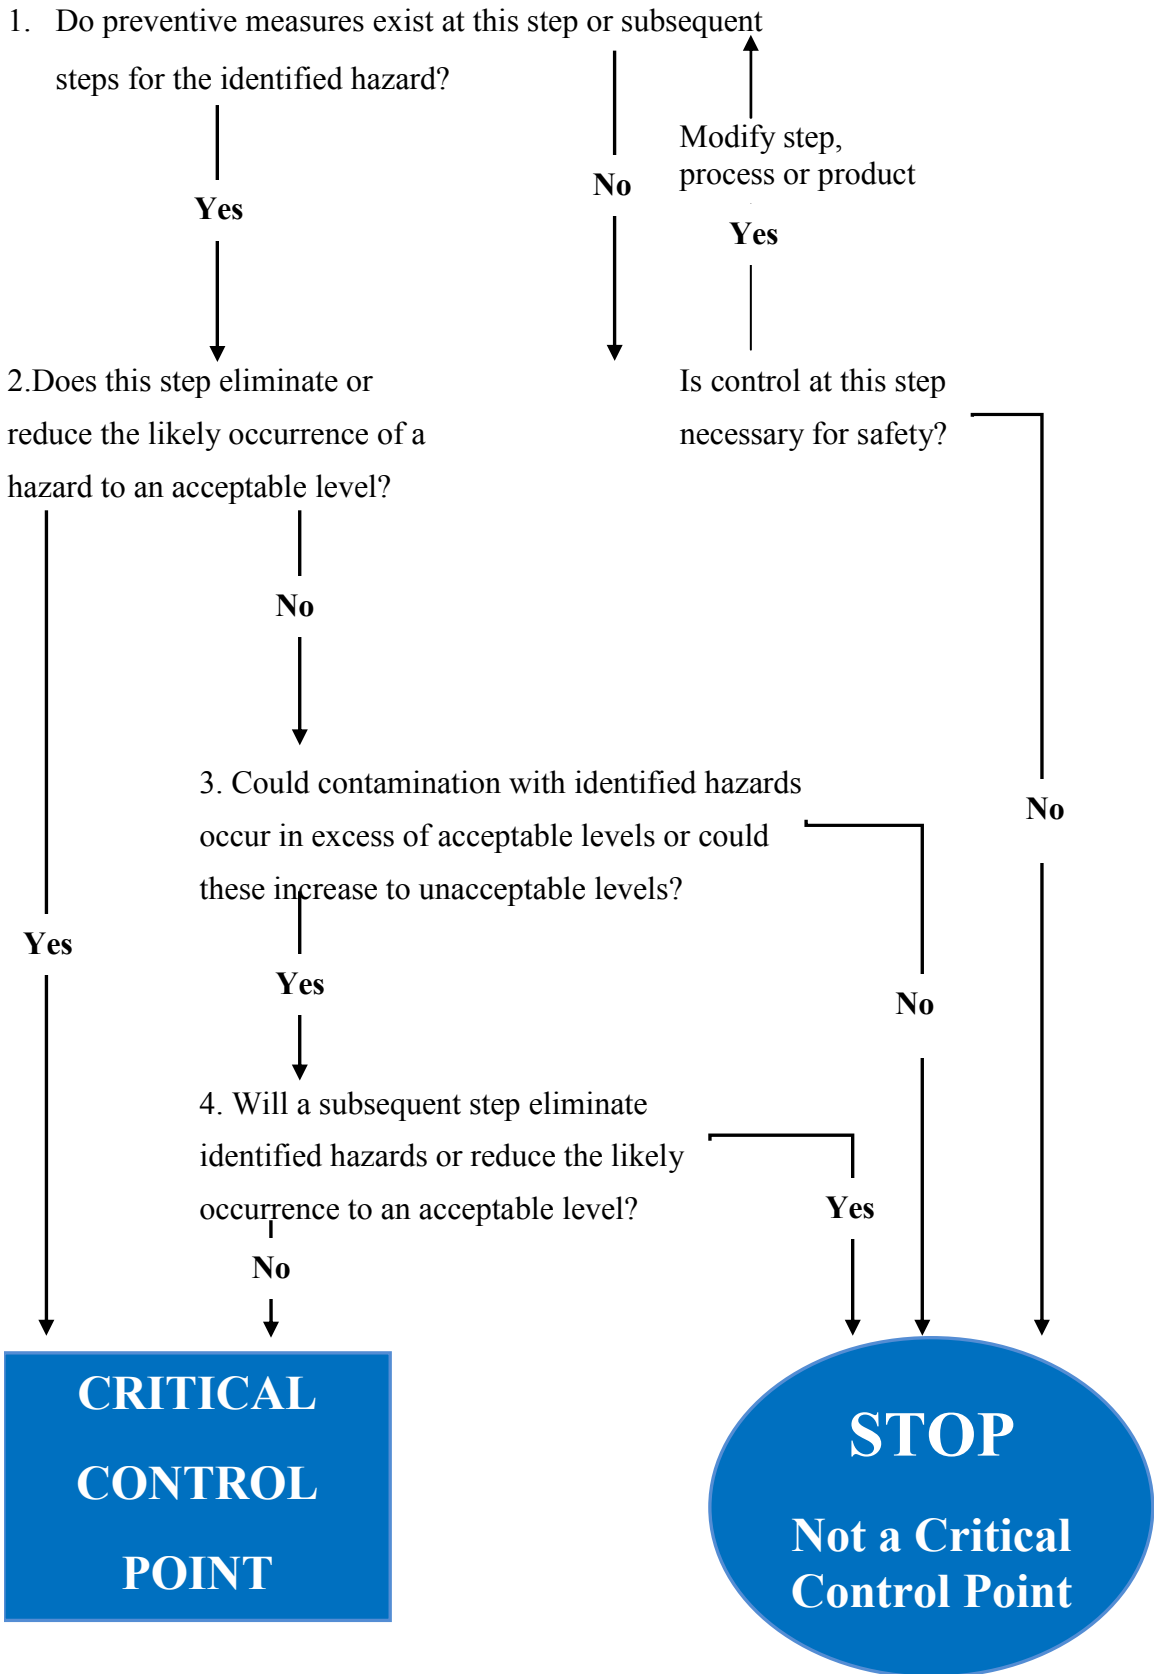 1. Do preventive measures exist at this step or subsequent
steps for the identified hazard?
Modify step,
process or product
No
Yes
Yes
2.Does this step eliminate or
reduce the likely occurrence of a
hazard to an acceptable level?
Is control at this step
necessary for safety?
No
3. Could contamination with identified hazards
occur in excess of acceptable levels or could
these increase to unacceptable levels?
No
Yes
Yes
No
4. Will a subsequent step eliminate
identified hazards or reduce the likely
occurrence to an acceptable level?
Yes
No
CRITICAL
CONTROL
POINT
STOP
Not a Critical
Control Point